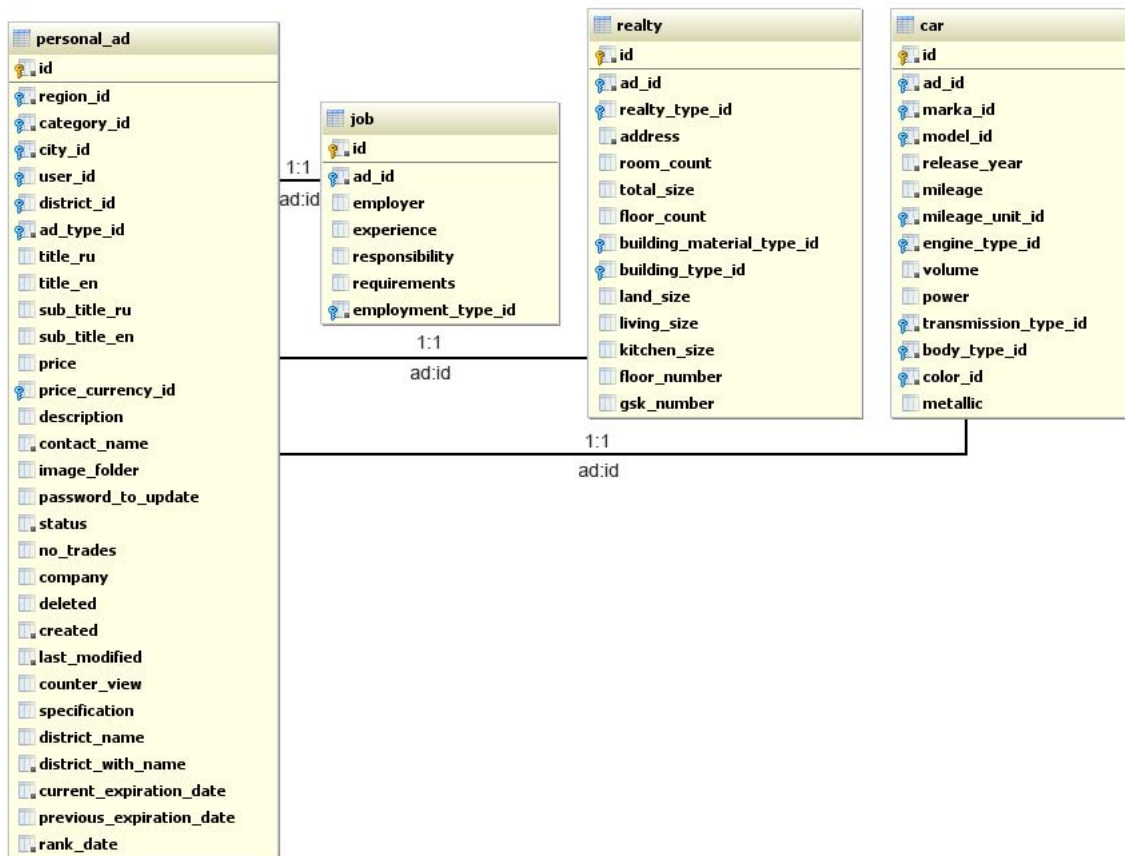 personal_ad
id
region_id
category_id
city_id
user_id
district_id
ad_type_id
title_ru
title_en
sub_title_ru
sub_title_en
price
price_currency_id
description
contact_name
image_folder
password_to_update
status
no_trades
company
deleted
created
last_modified
counter_view
specification
district_name
district_with_name
current_expiration_date
previous_expiration_date
rank_date
1:1
ad:id
job
id
ad_id
employer
experience
responsibility
requirements
employment_type_id
1:1
ad:id
realty
id
ad_id
realty_type_id
address
room_count
total_size
floor_count
building_material_type_id
building_type_id
land_size
living_size
kitchen_size
floor_number
gsk_number
1:1
ad:id
car
id
ad_id
marka_id
model_id
release_year
mileage
mileage_unit_id
engine_type_id
volume
power
transmission_type_id
body_type_id
color_id
metallic